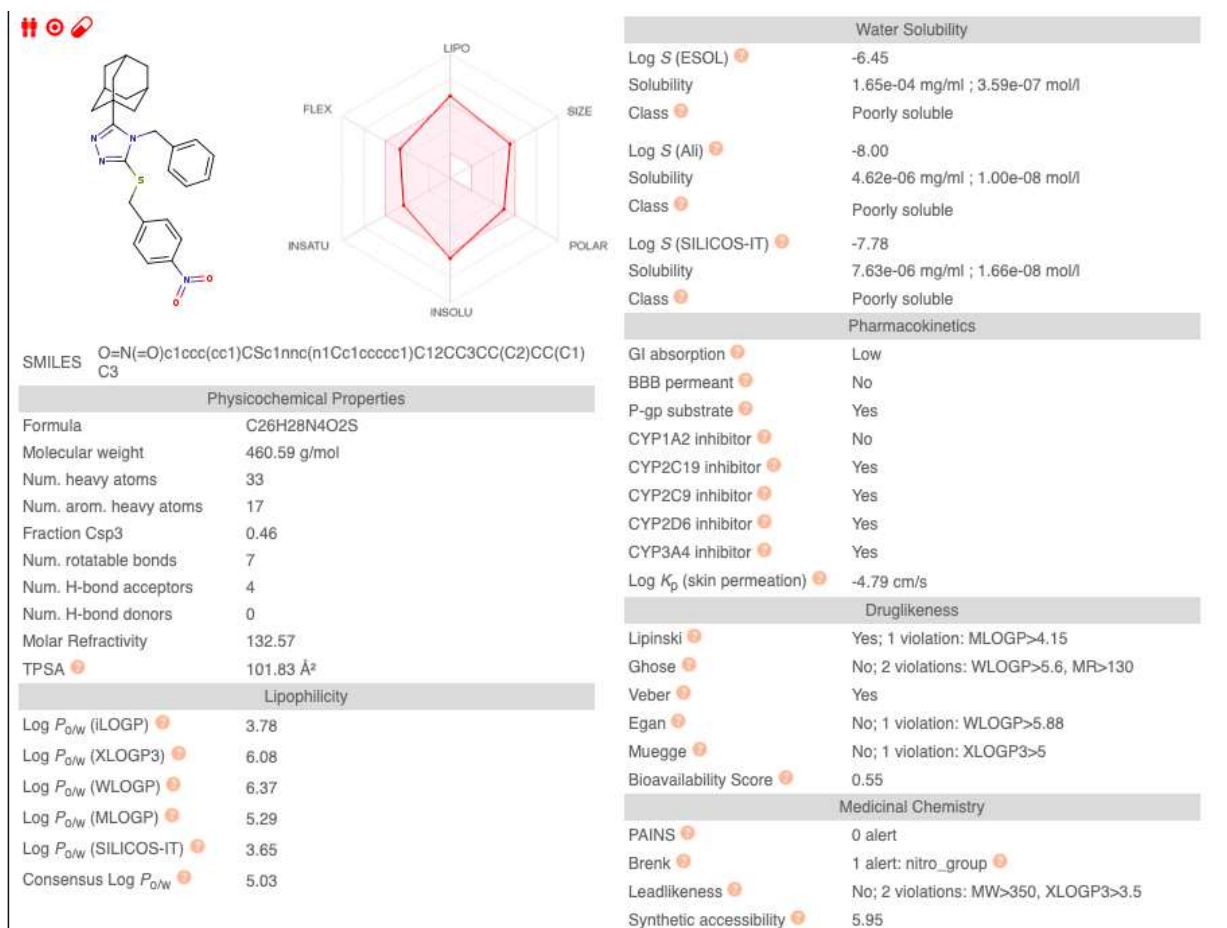 LIPO
FLEX
SIZE
INSATU
POLAR
INSOLU
N
N
N
S
N
O
O
SMILES O=N(=O)c1ccc(cc1)CSc1nnc(n1Cc1ccccc1)C12CC3CC(C2)CC(C1)
C3
Physicochemical Properties
Formula C26H28N4O2S
Molecular weight 460.59 g/mol
Num. heavy atoms 33
Num. arom. heavy atoms 17
Fraction Csp3 0.46
Num. rotatable bonds 7
Num. H-bond acceptors 4
Num. H-bond donors 0
Molar Refractivity 132.57
TPSA ? 101.83 Å²
Lipophilicity
Log Po/w (iLOGP) ? 3.78
Log Po/w (XLOGP3) ? 6.08
Log Po/w (WLOGP) ? 6.37
Log Po/w (MLOGP) ? 5.29
Log Po/w (SILICOS-IT) ? 3.65
Consensus Log Po/w ? 5.03
Water Solubility
Log S (ESOL) ? -6.45
Solubility 1.65e-04 mg/ml ; 3.59e-07 mol/l
Class ? Poorly soluble
Log S (Ali) ? -8.00
Solubility 4.62e-06 mg/ml ; 1.00e-08 mol/l
Class ? Poorly soluble
Log S (SILICOS-IT) ? -7.78
Solubility 7.63e-06 mg/ml ; 1.66e-08 mol/l
Class ? Poorly soluble
Pharmacokinetics
GI absorption ? Low
BBB permeant ? No
P-gp substrate ? Yes
CYP1A2 inhibitor ? No
CYP2C19 inhibitor ? Yes
CYP2C9 inhibitor ? Yes
CYP2D6 inhibitor ? Yes
CYP3A4 inhibitor ? Yes
Log Kp (skin permeation) ? -4.79 cm/s
Druglikeness
Lipinski ? Yes; 1 violation: MLOGP>4.15
Ghose ? No; 2 violations: WLOGP>5.6, MR>130
Veber ? Yes
Egan ? No; 1 violation: WLOGP>5.88
Muegge ? No; 1 violation: XLOGP3>5
Bioavailability Score ? 0.55
Medicinal Chemistry
PAINS ? 0 alert
Brenk ? 1 alert: nitro_group ?
Leadlikeness ? No; 2 violations: MW>350, XLOGP3>3.5
Synthetic accessibility ? 5.95